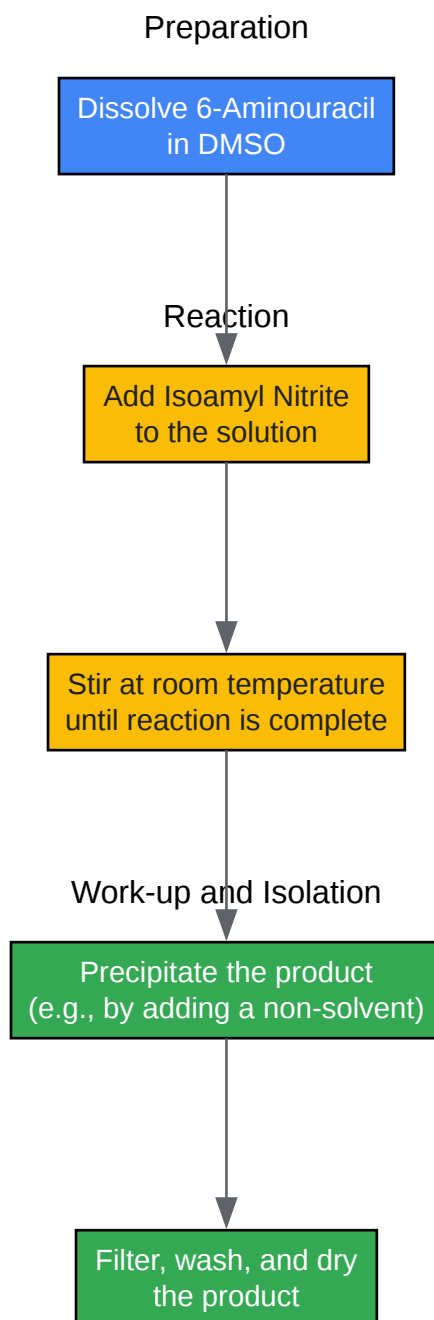 Preparation
Dissolve 6-Aminouracil
in DMSO
Reaction
Add Isoamyl Nitrite
to the solution
Stir at room temperature
until reaction is complete
Work-up and Isolation
Precipitate the product
(e.g., by adding a non-solvent)
Filter, wash, and dry
the product